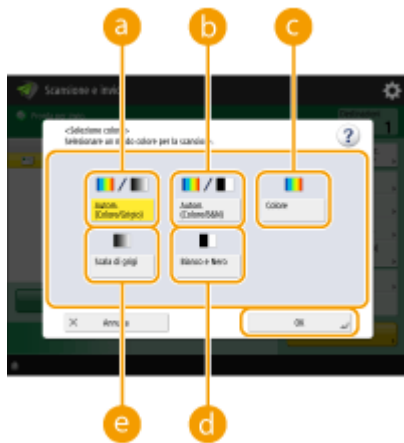 a
b
c
Scansione e invio
1
<Selezione colore>
Selezionare un modo colore per la scansione.
?
Autom.
(Colore/Grigio)
Autom.
(Colore/B&N)
Colore
Scala di grigi
Bianco e Nero
Annulla
OK
e
d